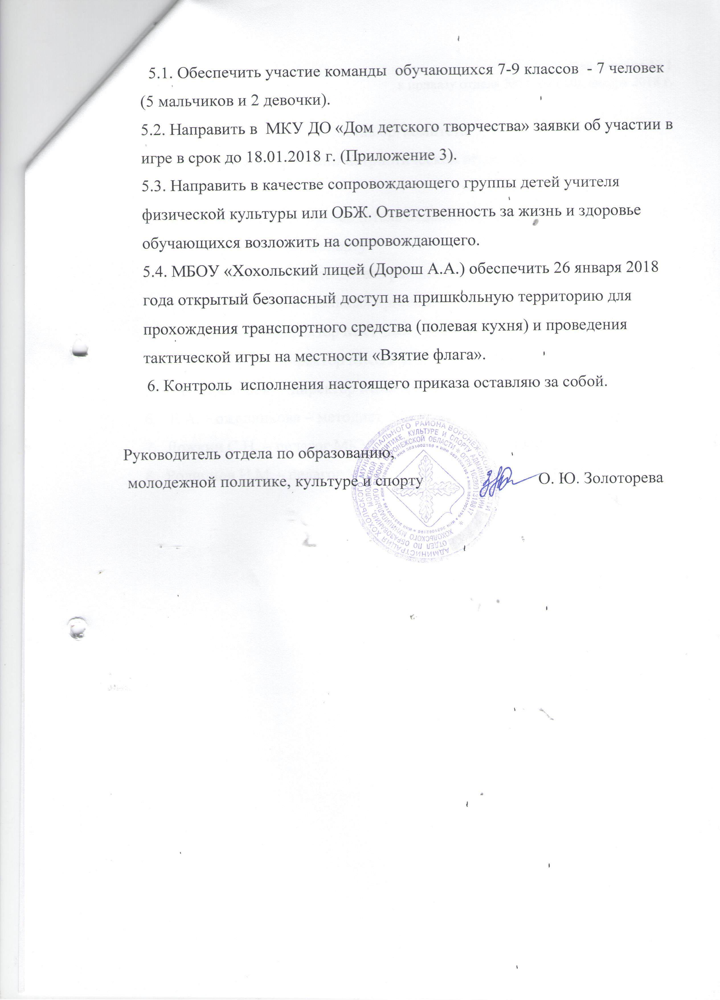 5.1. Обеспечить участие команды обучающихся 7-9 классов - 7 человек
(5 мальчиков и 2 девочки).
5.2. Направить в МКУ ДО «Дом детского творчества» заявки об участии в
игре в срок до 18.01.2018 г. (Приложение 3).
5.3. Направить в качестве сопровождающего группы детей учителя
физической культуры или ОБЖ. Ответственность за жизнь и здоровье
обучающихся возложить на сопровождающего.
5.4. МБОУ «Хохольский лицей (Дорош А.А.) обеспечить 26 января 2018
года открытый безопасный доступ на пришкольную территорию для
прохождения транспортного средства (полевая кухня) и проведения
тактической игры на местности «Взятие флага».
6. Контроль исполнения настоящего приказа оставляю за собой.
Руководитель отдела по образованию,
молодежной политике, культуре и спорту О. Ю. Золоторева
АДМИНИСТРАЦИЯ ХОХОЛЬСКОГО МУНИЦИПАЛЬНОГО РАЙОНА ВОРОНЕЖСКОЙ ОБЛАСТИ
ОТДЕЛ ПО ОБРАЗОВАНИЮ, МОЛОДЕЖНОЙ ПОЛИТИКЕ, КУЛЬТУРЕ И СПОРТУ АДМИНИСТРАЦИИ
ХОХОЛЬСКОГО МУНИЦИПАЛЬНОГО РАЙОНА ВОРОНЕЖСКОЙ ОБЛАСТИ * ОГРН 1023601318817 *